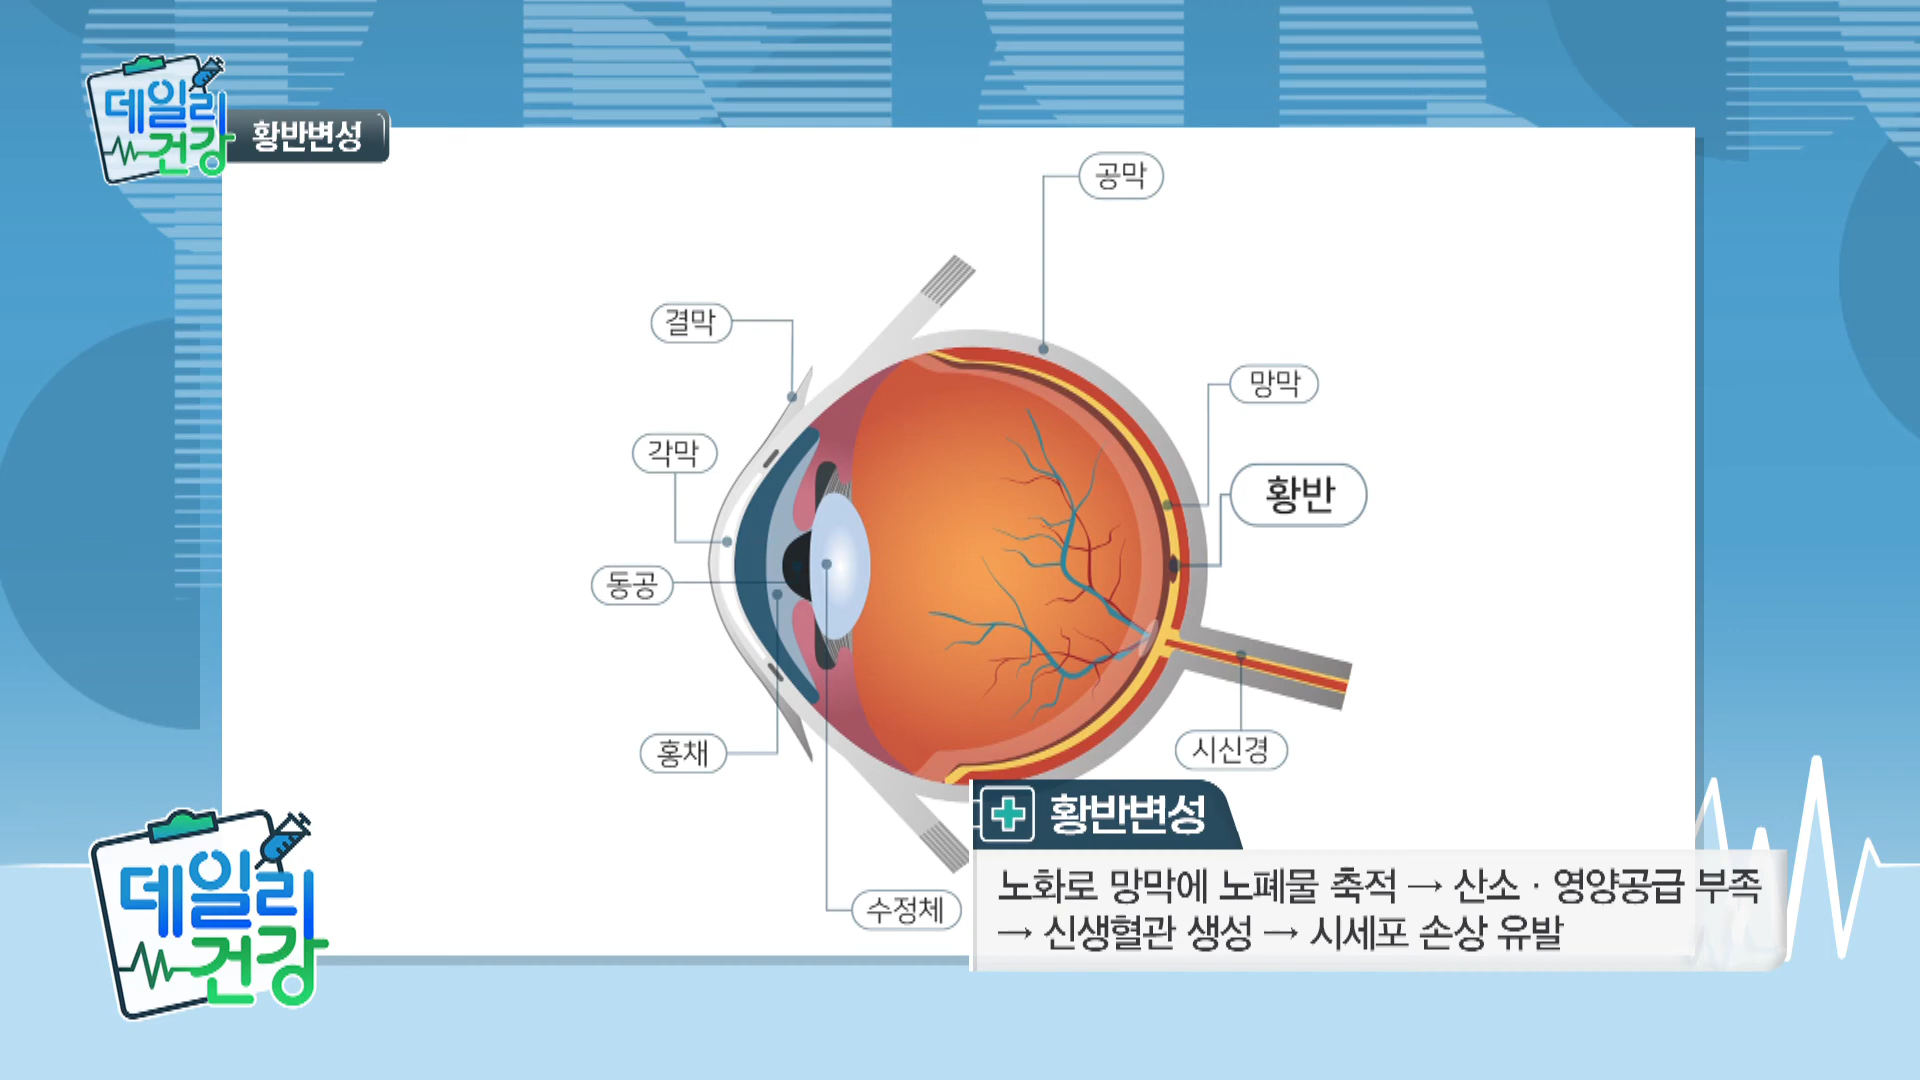 데일리
건강
황반변성
공막
결막
망막
각막
황반
동공
홍채
시신경
수정체
황반변성
노화로 망막에 노폐물 축적 → 산소 · 영양공급 부족
→ 신생혈관 생성 → 시세포 손상 유발
데일리
건강